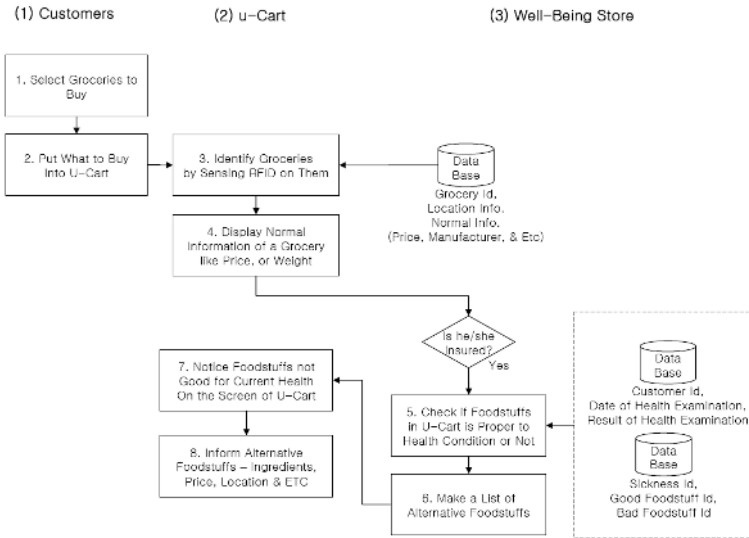 (1) Customers
(2) u-Cart
(3) Well-Being Store
1. Select Groceries to
Buy
2. Put What to Buy
Into U-Cart
3. Identify Groceries
by Sensing RFID on Them
Data
Base
Grocery Id,
Location Info.
Normal Info.
(Price, Manufacturer, & Etc)
4. Display Normal
Information of a Grocery
like Price, or Weight
Is he/she
Insured?
Yes
7. Notice Foodstuffs not
Good for Current Health
On the Screen of U-Cart
5. Check If Foodstuffs
in U-Cart is Proper to
Health Condition or Not
Data
Base
Customer Id,
Date of Health Examination,
Result of Health Examination
8. Inform Alternative
Foodstuffs – Ingredients,
Price, Location & ETC
6. Make a List of
Alternative Foodstuffs
Data
Base
Sickness Id,
Good Foodstuff Id,
Bad Foodstuff Id